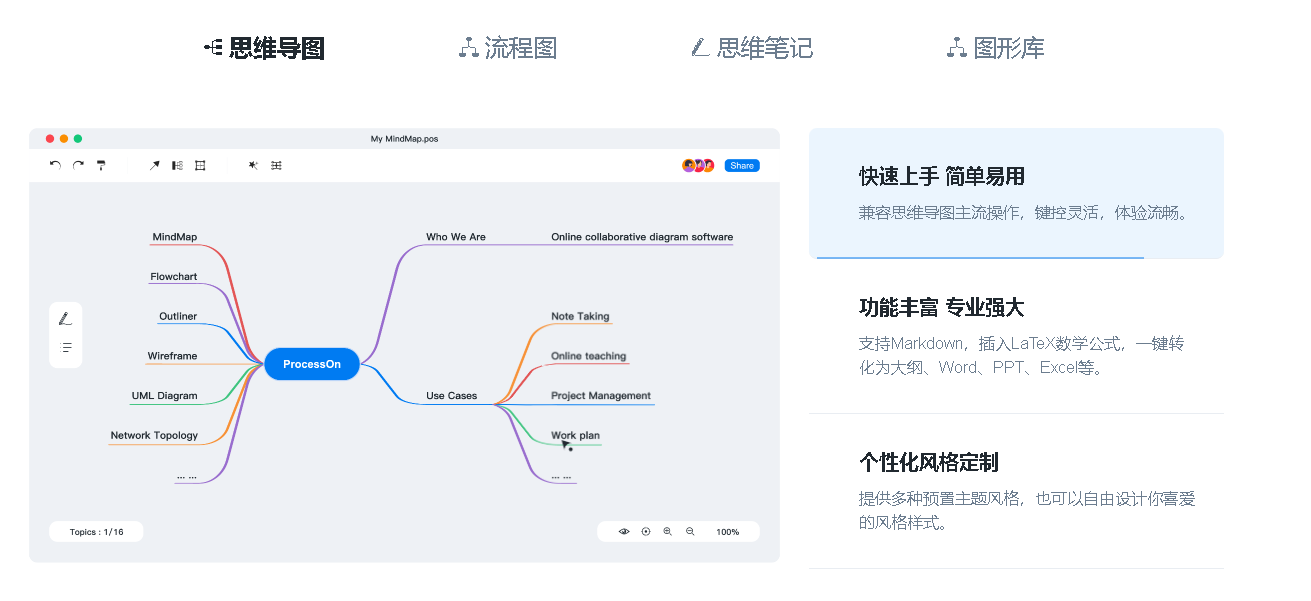 思维导图
流程图
思维笔记
图形库
My MindMap.pos
Share
MindMap
Flowchart
Outliner
Wireframe
UML Diagram
Network Topology
... ...
ProcessOn
Who We Are
Online collaborative diagram software
Use Cases
Note Taking
Online teaching
Project Management
Work plan
... ...
Topics : 1/16
100%
快速上手 简单易用
兼容思维导图主流操作，键控灵活，体验流畅。
功能丰富 专业强大
支持Markdown，插入LaTeX数学公式，一键转
化为大纲、Word、PPT、Excel等。
个性化风格定制
提供多种预置主题风格，也可以自由设计你喜爱
的风格样式。